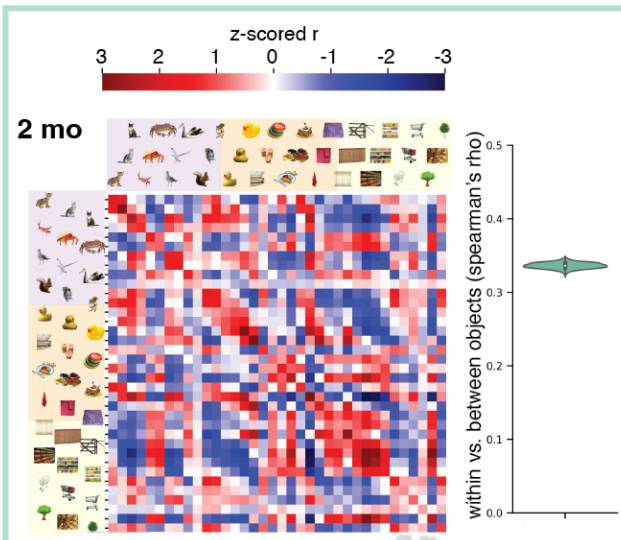 z-scored r
3 2 1 0 -1 -2 -3
2 mo
within vs. between objects (spearman's rho)
0.5
0.4
0.3
0.2
0.1
0.0